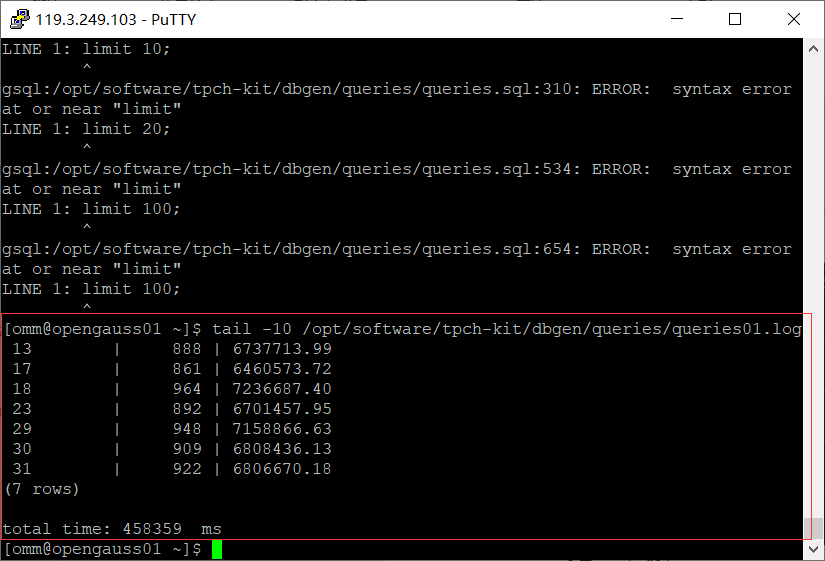 119.3.249.103 - PuTTY
LINE 1: limit 10;
^
gsql:/opt/software/tpch-kit/dbgen/queries/queries.sql:310: ERROR:  syntax error
at or near "limit"
LINE 1: limit 20;
^
gsql:/opt/software/tpch-kit/dbgen/queries/queries.sql:534: ERROR:  syntax error
at or near "limit"
LINE 1: limit 100;
^
gsql:/opt/software/tpch-kit/dbgen/queries/queries.sql:654: ERROR:  syntax error
at or near "limit"
LINE 1: limit 100;
^
[omm@opengauss01 ~]$ tail -10 /opt/software/tpch-kit/dbgen/queries/queries01.log
13        |     888 | 6737713.99
17        |     861 | 6460573.72
18        |     964 | 7236687.40
23        |     892 | 6701457.95
29        |     948 | 7158866.63
30        |     909 | 6808436.13
31        |     922 | 6806670.18
(7 rows)
total time: 458359  ms
[omm@opengauss01 ~]$